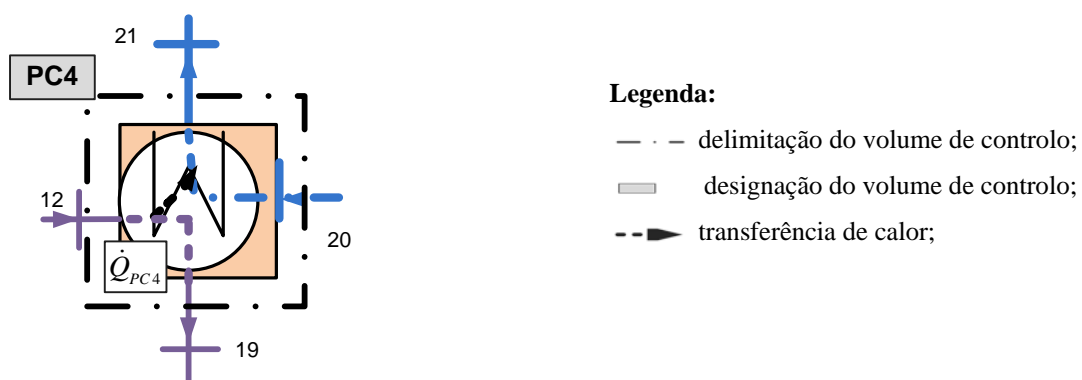 21
PC4
12
20
Q̇PC4
19
Legenda:
delimitação do volume de controlo;
designação do volume de controlo;
transferência de calor;